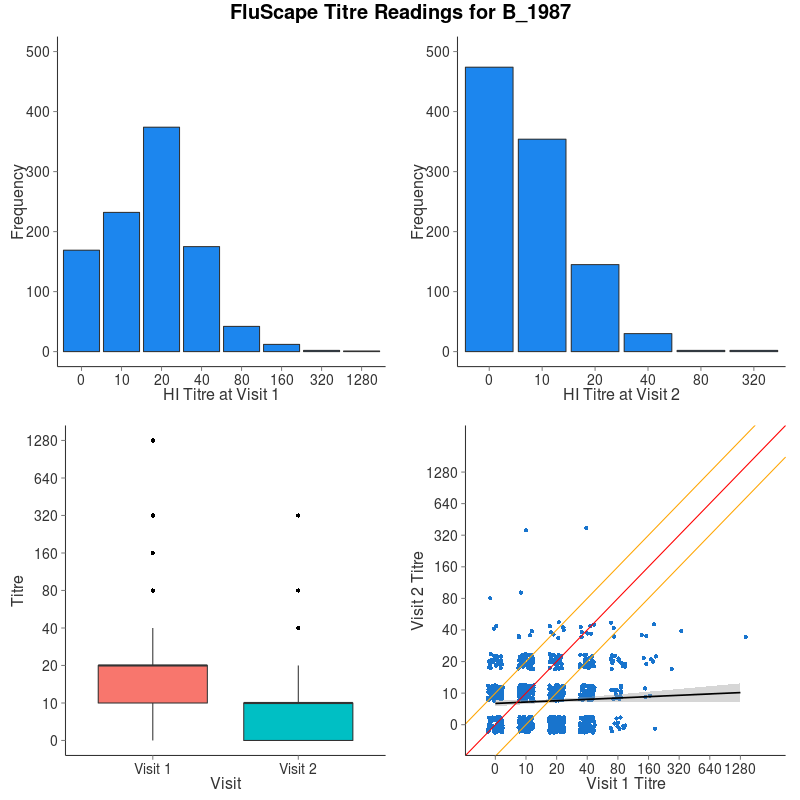 FluScape Titre Readings for B_1987
500
400
300
200
100
0
Frequency
0 10 20 40 80 160 320 1280
HI Titre at Visit 1
500
400
300
200
100
0
Frequency
0 10 20 40 80 320
HI Titre at Visit 2
1280
640
320
160
80
40
20
10
0
Titre
Visit 1 Visit 2
Visit
1280
640
320
160
80
40
20
10
0
Visit 2 Titre
0 10 20 40 80 160 320 640 1280
Visit 1 Titre